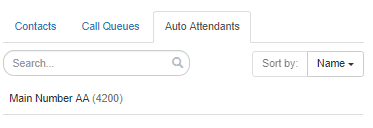 Contacts Call Queues Auto Attendants
Search... Sort by: Name
Main Number AA (4200)